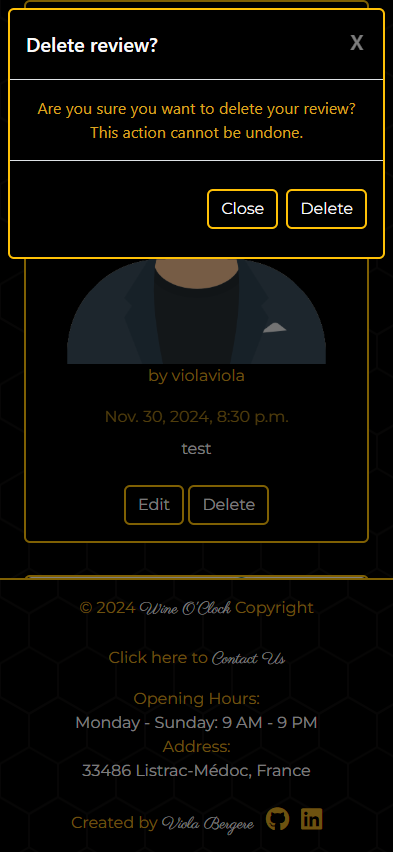 Delete review?
X
Are you sure you want to delete your review?
This action cannot be undone.
Close
Delete
by violaviola
Nov. 30, 2024, 8:30 p.m.
test
Edit
Delete
© 2024 Wine O'Clock Copyright
Click here to Contact Us
Opening Hours:
Monday - Sunday: 9 AM - 9 PM
Address:
33486 Listrac-Médoc, France
Created by Viola Bergere